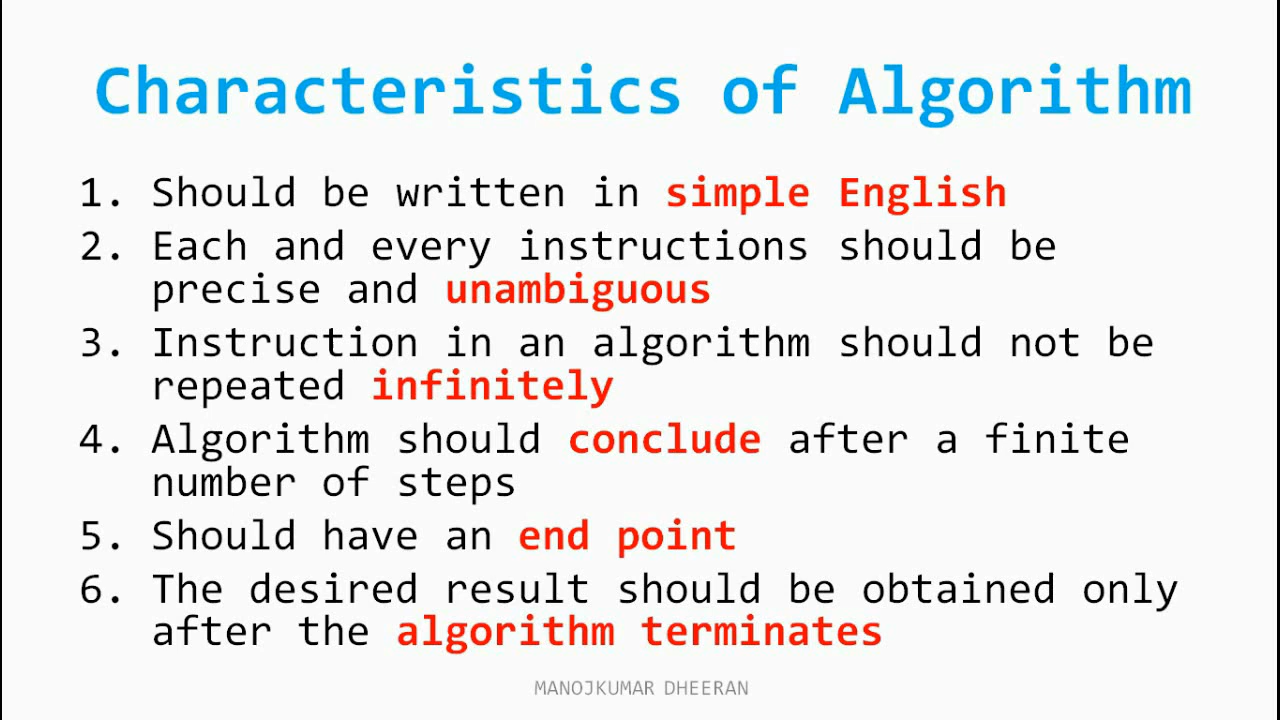 Characteristics of Algorithm
1. Should be written in simple English
2. Each and every instructions should be
precise and unambiguous
3. Instruction in an algorithm should not be
repeated infinitely
4. Algorithm should conclude after a finite
number of steps
5. Should have an end point
6. The desired result should be obtained only
after the algorithm terminates
MANOJKUMAR DHEERAN